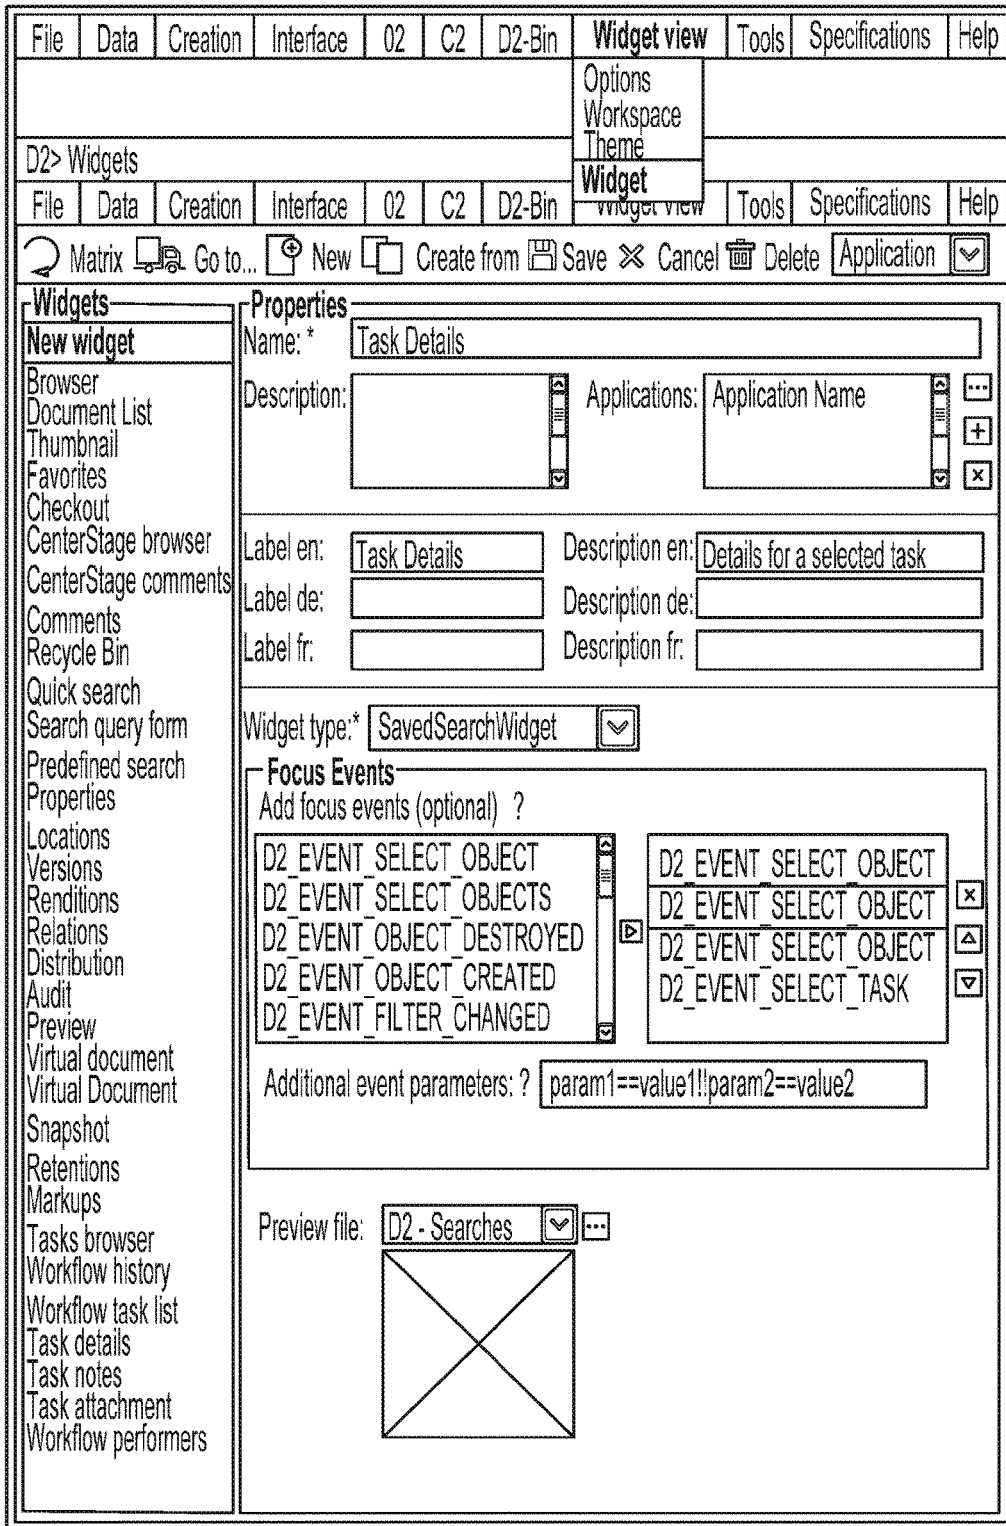 File Data Creation Interface 02 C2 D2-Bin Widget view Tools Specifications Help
Options
Workspace
Theme
Widget
D2> Widgets
File Data Creation Interface 02 C2 D2-Bin Widget view Tools Specifications Help
Matrix Go to... New Create from Save Cancel Delete Application
Widgets
New widget
Browser
Document List
Thumbnail
Favorites
Checkout
CenterStage browser
CenterStage comments
Comments
Recycle Bin
Quick search
Search query form
Predefined search
Properties
Locations
Versions
Renditions
Relations
Distribution
Audit
Preview
Virtual document
Virtual Document
Snapshot
Retentions
Markups
Tasks browser
Workflow history
Workflow task list
Task details
Task notes
Task attachment
Workflow performers
Properties
Name: * Task Details
Description: Applications: Application Name
Label en: Task Details Description en: Details for a selected task
Label de: Description de:
Label fr: Description fr:
Widget type:* SavedSearchWidget
Focus Events
Add focus events (optional) ?
D2_EVENT_SELECT_OBJECT
D2_EVENT_SELECT_OBJECTS
D2_EVENT_OBJECT_DESTROYED
D2_EVENT_OBJECT_CREATED
D2_EVENT_FILTER_CHANGED
D2_EVENT_SELECT_OBJECT
D2_EVENT_SELECT_OBJECT
D2_EVENT_SELECT_OBJECT
D2_EVENT_SELECT_TASK
Additional event parameters: ? param1==value1!!param2==value2
Preview file: D2 - Searches